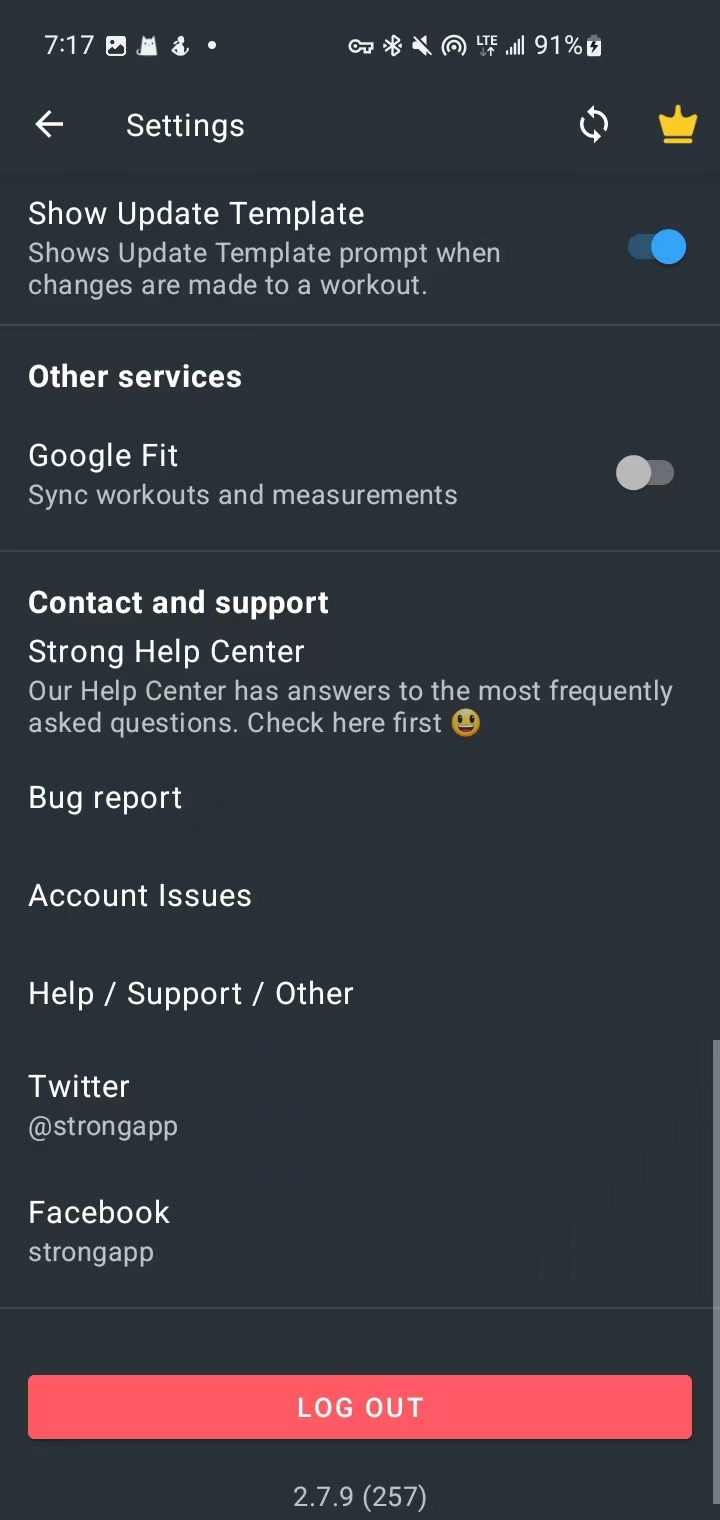 7:17 LTE 91%
Settings
Show Update Template
Shows Update Template prompt when
changes are made to a workout.
Other services
Google Fit
Sync workouts and measurements
Contact and support
Strong Help Center
Our Help Center has answers to the most frequently
asked questions. Check here first 😃
Bug report
Account Issues
Help / Support / Other
Twitter
@strongapp
Facebook
strongapp
LOG OUT
2.7.9 (257)